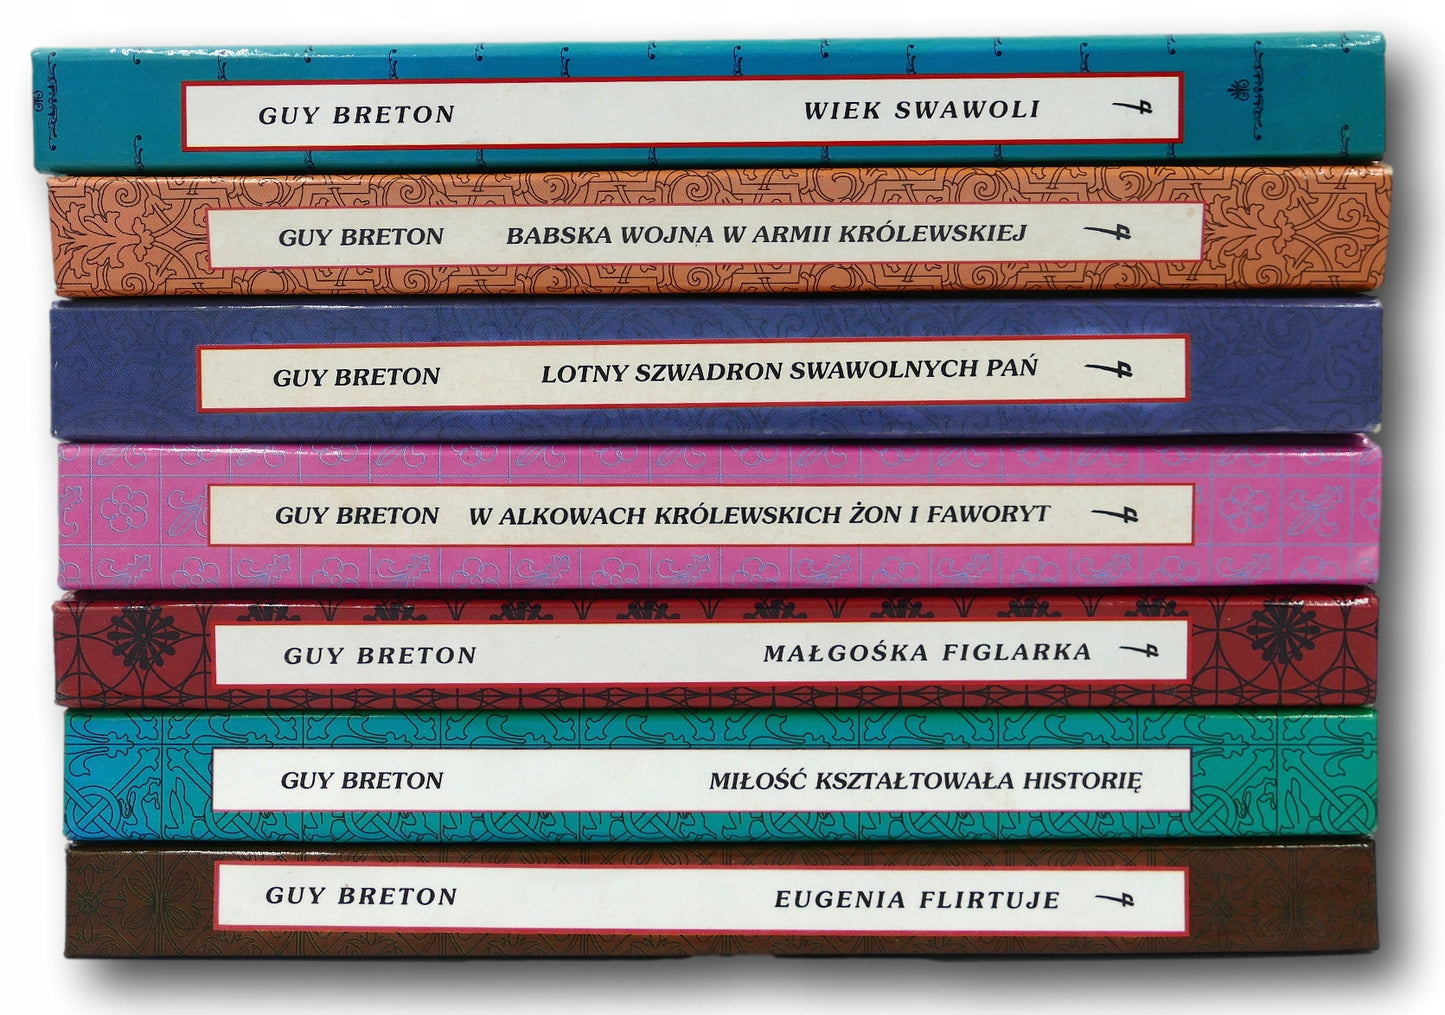 GUY BRETON WIEK SWAWOLI
GUY BRETON BABSKA WOJNA W ARMII KRÓLEWSKIEJ
GUY BRETON LOTNY SZWADRON SWAWOLNYCH PAŃ
GUY BRETON W ALKOWACH KRÓLEWSKICH ŻON I FAWORYT
GUY BRETON MAŁGOŚKA FIGLARKA
GUY BRETON MIŁOŚĆ KSZTAŁTOWAŁA HISTORIĘ
GUY BRETON EUGENIA FLIRTUJE